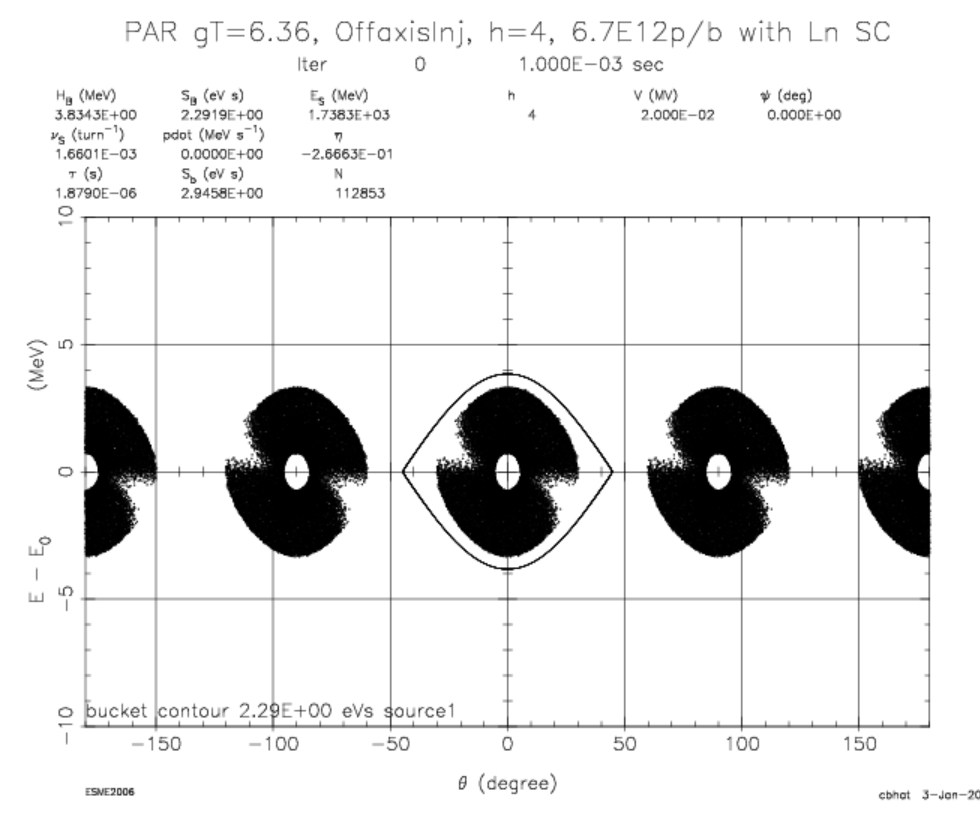 PAR gT=6.36, OffaxisInj, h=4, 6.7E12p/b with Ln SC
Iter 0 1.000E-03 sec
H_B (MeV) S_B (eV s) E_S (MeV) h V (MV) ψ (deg)
3.8343E+00 2.2919E+00 1.7383E+03 4 2.000E-02 0.000E+00
ν_S (turn⁻¹) pdot (MeV s⁻¹) η
1.6601E-03 0.0000E+00 -2.6663E-01
τ (s) S_b (eV s) N
1.8790E-06 2.9458E+00 112853
10
5
0
-5
-10
E - E_0 (MeV)
bucket contour 2.29E+00 eVs source1
-150 -100 -50 0 50 100 150
θ (degree)
ESME2006
cbhat 3-Jan-20